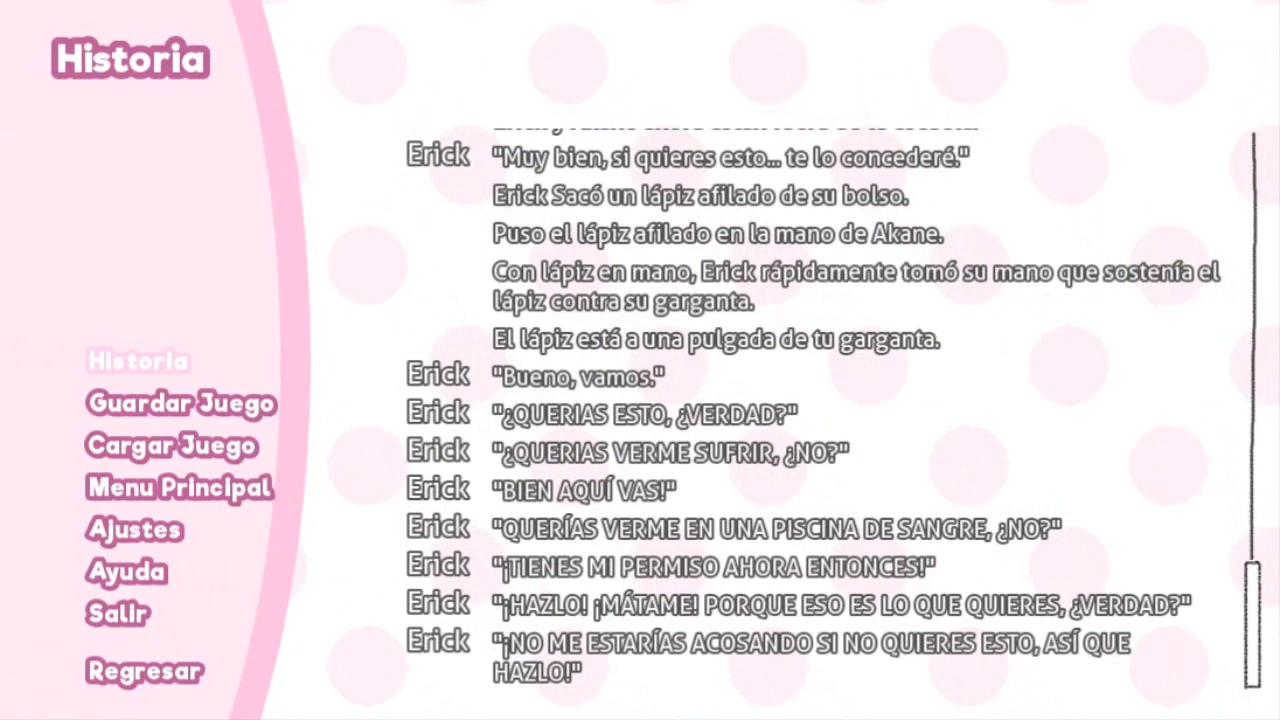 Historia
Erick "Muy bien, si quieres esto... te lo concederé."
Erick Sacó un lápiz afilado de su bolso.
Puso el lápiz afilado en la mano de Akane.
Con lápiz en mano, Erick rápidamente tomó su mano que sostenía el
lápiz contra su garganta.
El lápiz está a una pulgada de tu garganta.
Erick "Bueno, vamos."
Erick "¿QUERIAS ESTO, ¿VERDAD?"
Erick "¿QUERIAS VERME SUFRIR, ¿NO?"
Erick "BIEN AQUÍ VAS!"
Erick "QUERÍAS VERME EN UNA PISCINA DE SANGRE, ¿NO?"
Erick "¡TIENES MI PERMISO AHORA ENTONCES!"
Erick "¡HAZLO! ¡MÁTAME! PORQUE ESO ES LO QUE QUIERES, ¿VERDAD?"
Erick "¡NO ME ESTARÍAS ACOSANDO SI NO QUIERES ESTO, ASÍ QUE
HAZLO!"
Historia
Guardar Juego
Cargar Juego
Menu Principal
Ajustes
Ayuda
Salir
Regresar